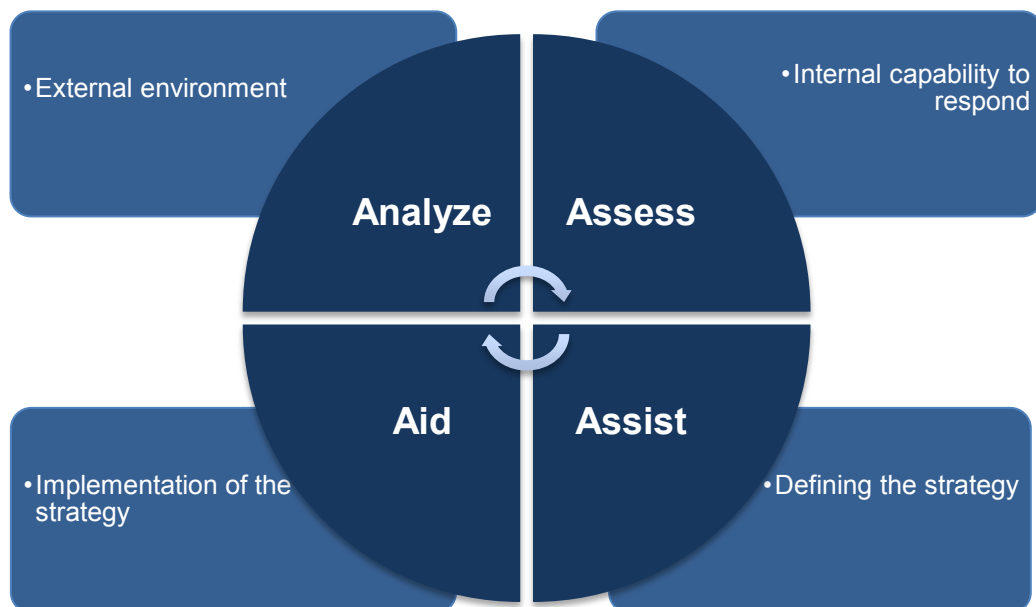 •External environment
•Internal capability to
respond
Analyze
Assess
Aid
Assist
•Implementation of the
strategy
•Defining the strategy